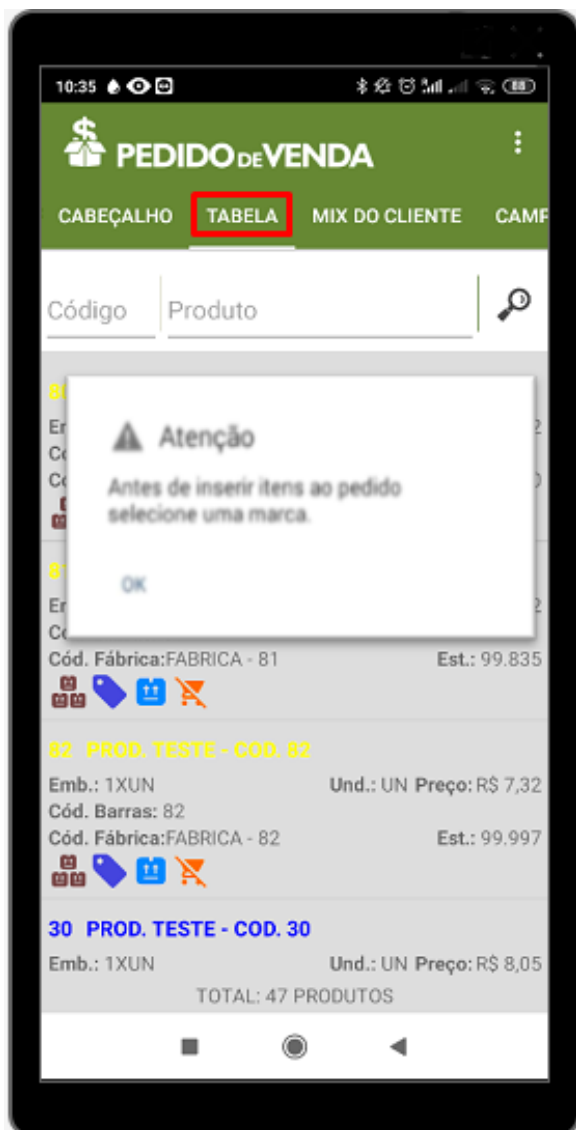 10:35
88
PEDIDO DE VENDA
CABEÇALHO TABELA MIX DO CLIENTE CAMP
Código Produto
Atenção
Antes de inserir itens ao pedido
selecione uma marca.
OK
Cód. Fábrica:FABRICA - 81 Est.: 99.835
82 PROD. TESTE - COD. 82
Emb.: 1XUN Und.: UN Preço: R$ 7,32
Cód. Barras: 82
Cód. Fábrica:FABRICA - 82 Est.: 99.997
30 PROD. TESTE - COD. 30
Emb.: 1XUN Und.: UN Preço: R$ 8,05
TOTAL: 47 PRODUTOS